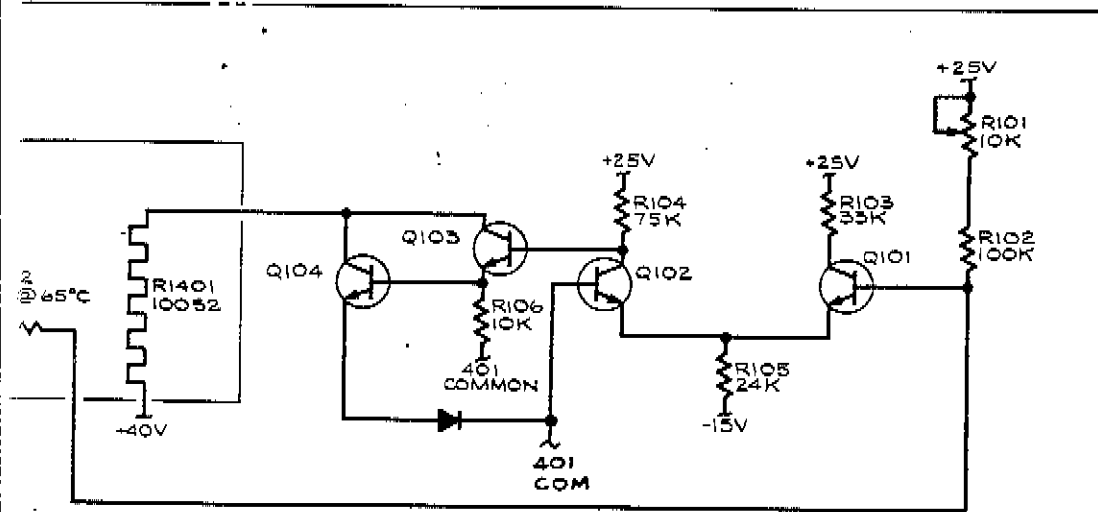 +25V
R101
10K
+25V
+25V
R104
75K
R103
33K
Q103
R102
100K
Q104
Q102
Q101
R1401
100Ω
@ 65°C
R106
10K
401
COMMON
R105
24K
+40V
-15V
401
COM